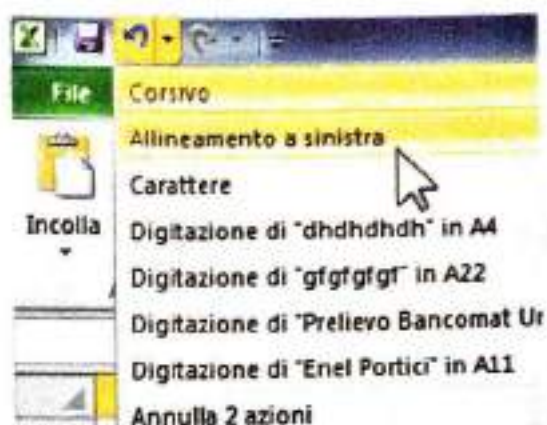 File
Corsivo
Allineamento a sinistra
Carattere
Incolla
Digitazione di "dhdhdhdh" in A4
Digitazione di "gfgfgfgf" in A22
Digitazione di "Prelievo Bancomat Ur
Digitazione di "Enel Portici" in A11
Annulla 2 azioni